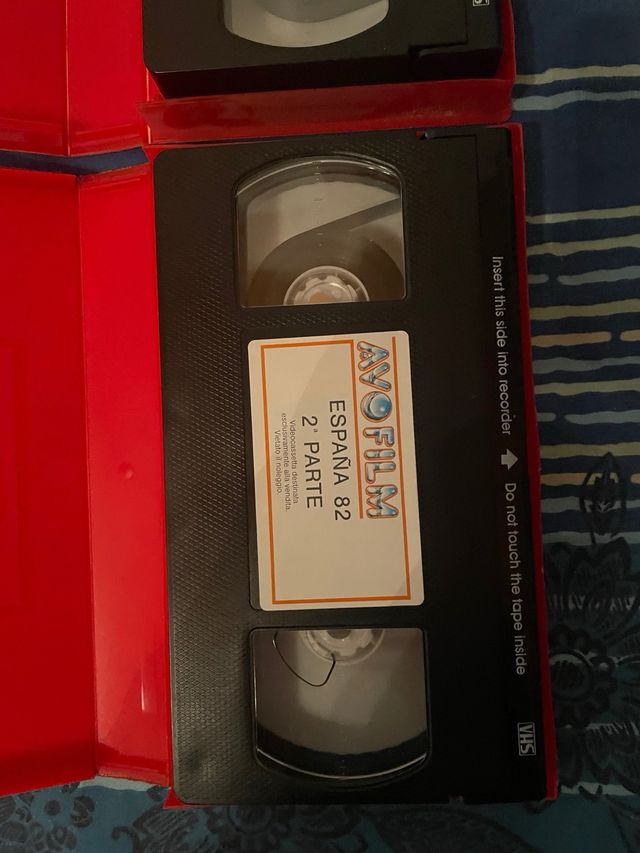 AVOFILM
ESPAÑA 82
2ª PARTE
Videocassetta destinata
esclusivamente alla vendita.
Vietato il noleggio.
Insert this side into recorder
Do not touch the tape inside
VHS